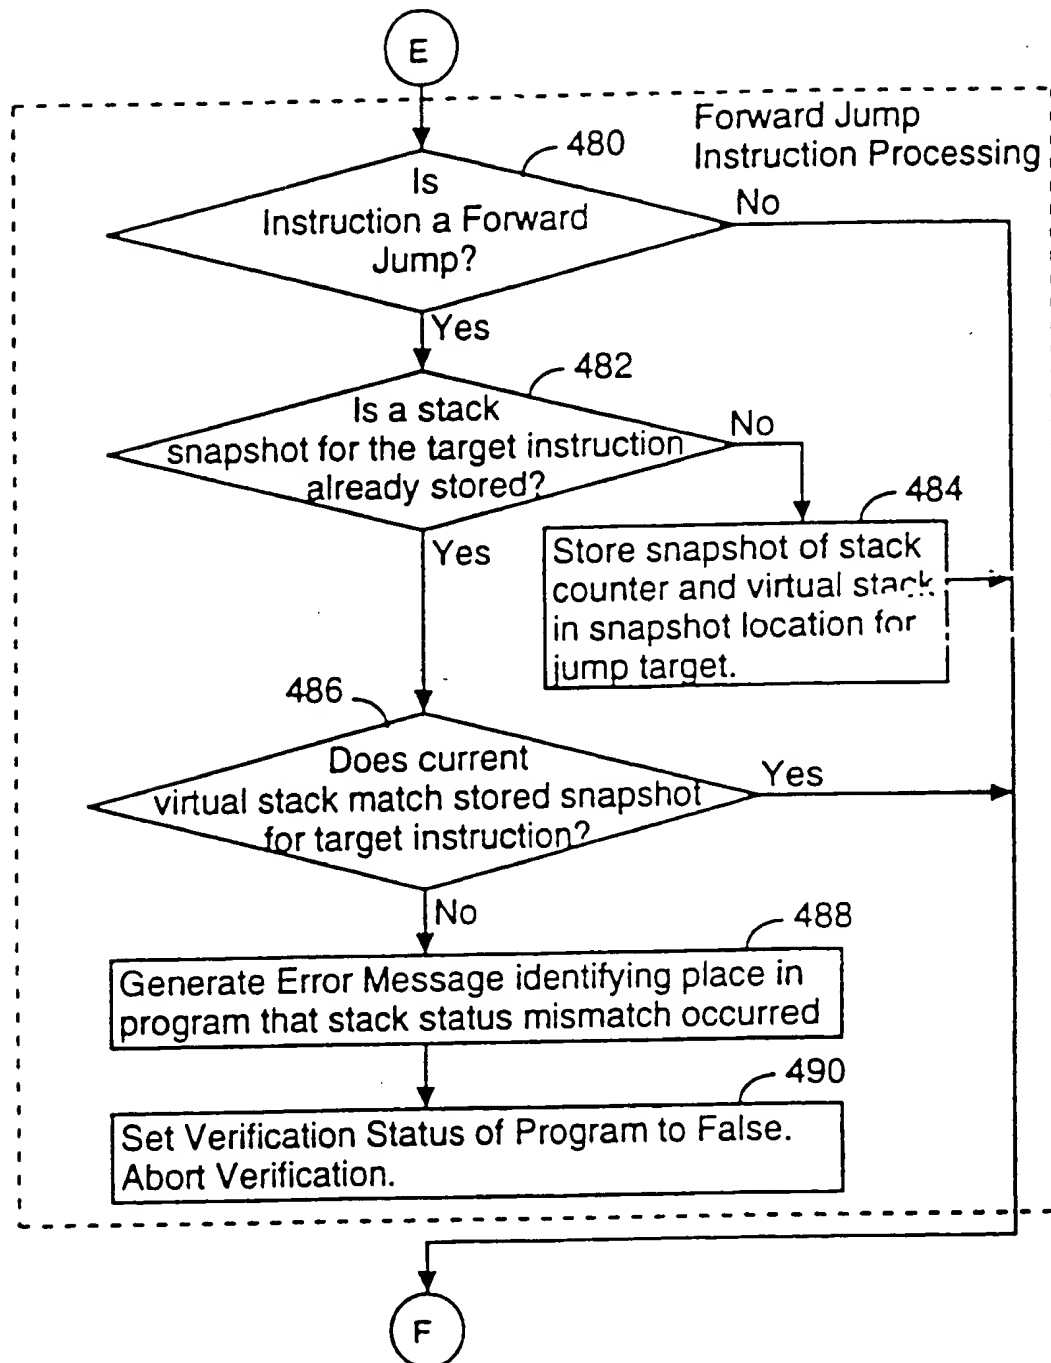 E
Forward Jump
Instruction Processing
480
Is
Instruction a Forward
Jump?
No
Yes
482
Is a stack
snapshot for the target instruction
already stored?
No
Yes
484
Store snapshot of stack
counter and virtual stack
in snapshot location for
jump target.
486
Does current
virtual stack match stored snapshot
for target instruction?
Yes
No
488
Generate Error Message identifying place in
program that stack status mismatch occurred
490
Set Verification Status of Program to False.
Abort Verification.
F